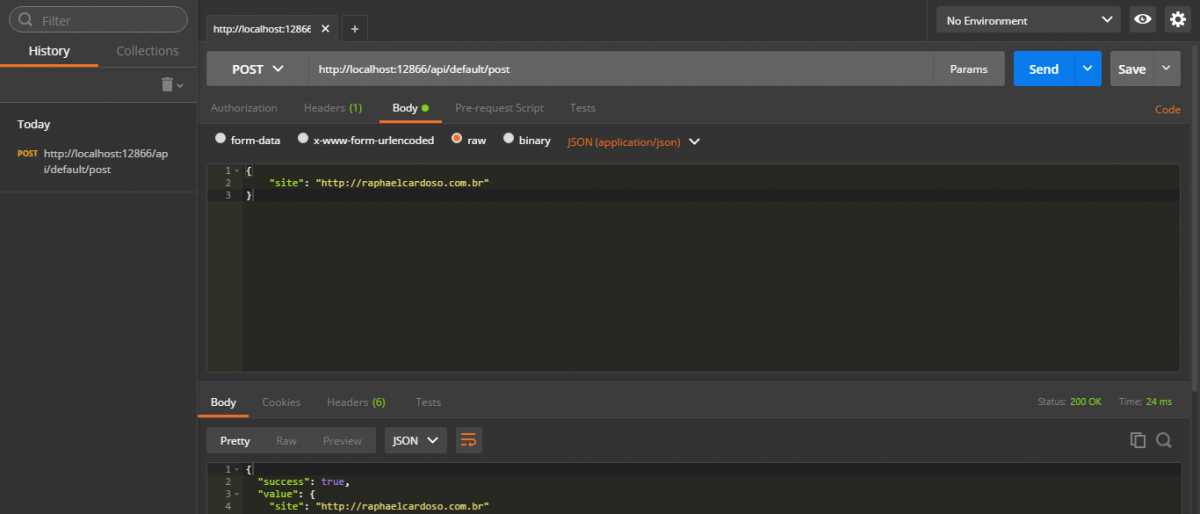 Filter
History Collections
Today
POST http://localhost:12866/ap
i/default/post
http://localhost:12866 × +
No Environment
POST http://localhost:12866/api/default/post Params Send Save
Authorization Headers (1) Body Pre-request Script Tests Code
form-data x-www-form-urlencoded raw binary JSON (application/json)
1 {
2 "site": "http://raphaelcardoso.com.br"
3 }
Body Cookies Headers (6) Tests Status: 200 OK Time: 24 ms
Pretty Raw Preview JSON
1 {
2 "success": true,
3 "value": {
4 "site": "http://raphaelcardoso.com.br"